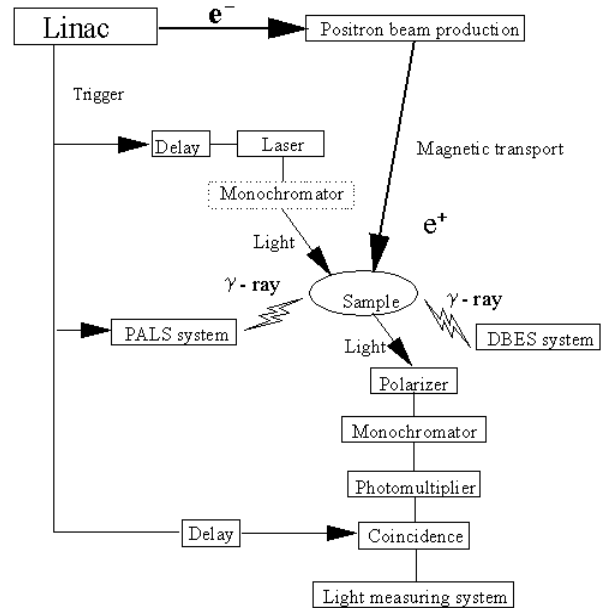 Linac
e⁻
Positron beam production
Trigger
Delay
Laser
Magnetic transport
Monochromator
e⁺
Light
γ - ray
Sample
γ - ray
PALS system
Light
DBES system
Polarizer
Monochromator
Photomultiplier
Delay
Coincidence
Light measuring system